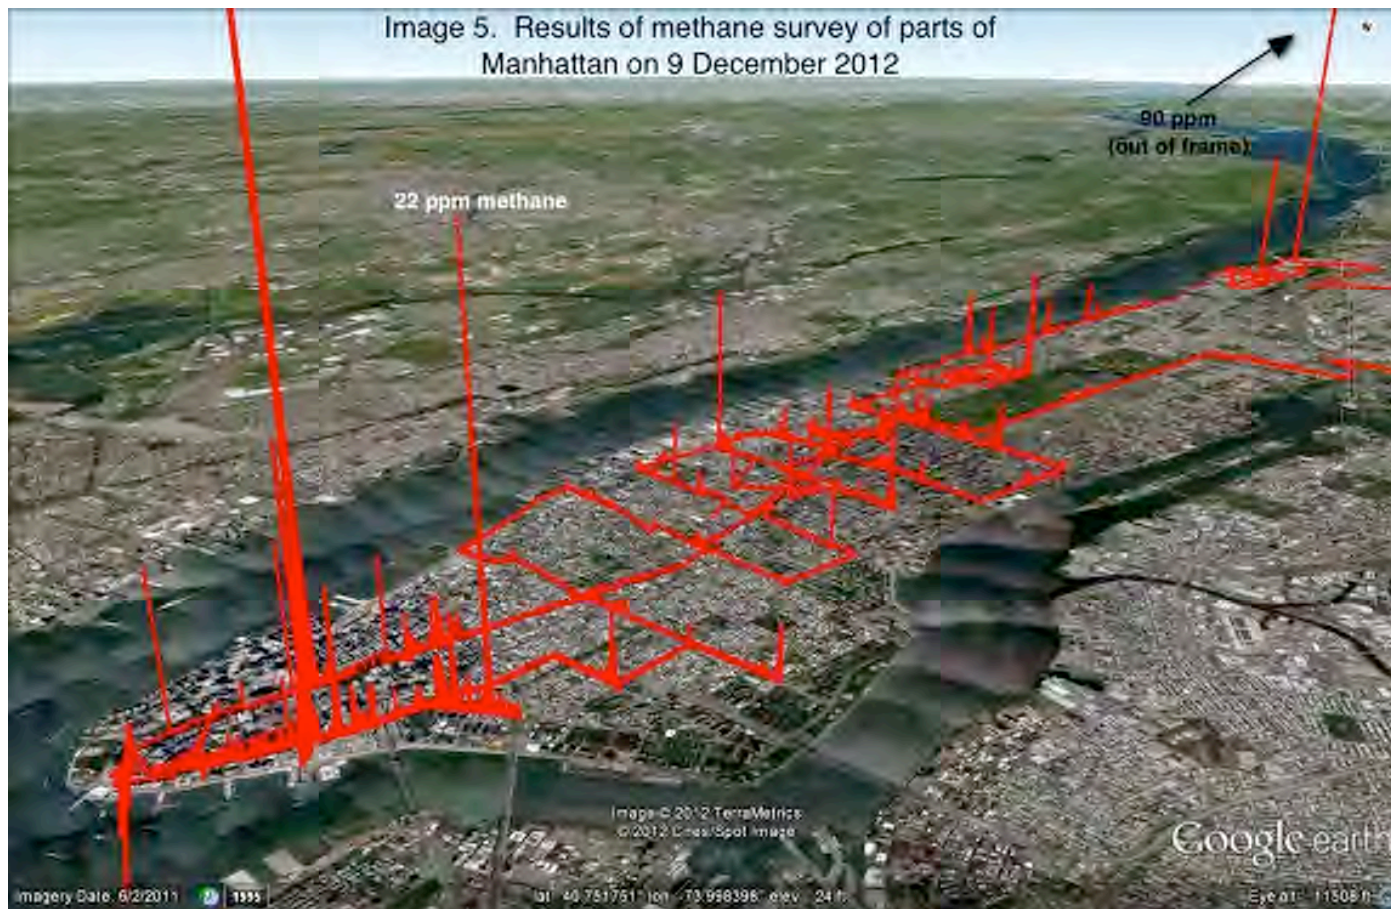 Image 5.  Results of methane survey of parts of
Manhattan on 9 December 2012
90 ppm
(out of frame)
22 ppm methane
Image © 2012 TerraMetrics
© 2012 Cnes/Spot Image
Google earth
Imagery Date: 6/2/2011
1995
lat 40.751751° lon -73.998396° elev 24 ft
Eye alt 11508 ft